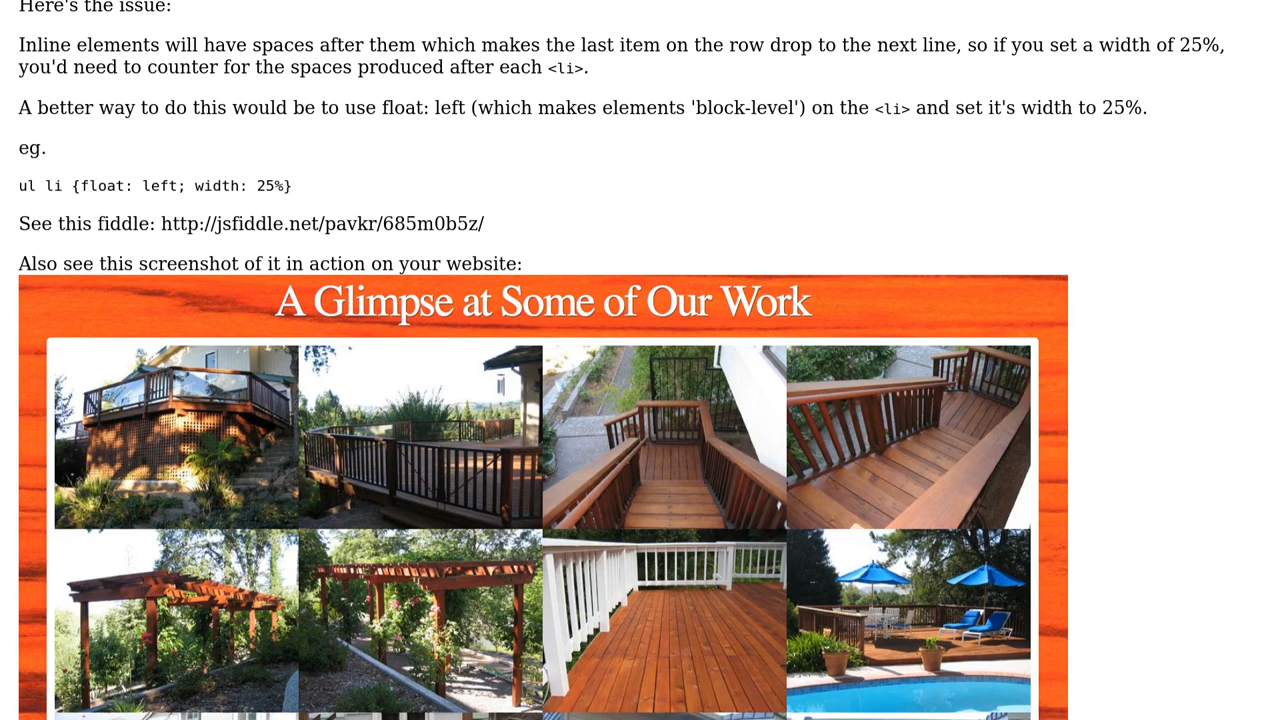 Here's the issue:
Inline elements will have spaces after them which makes the last item on the row drop to the next line, so if you set a width of 25%,
you'd need to counter for the spaces produced after each <li>.
A better way to do this would be to use float: left (which makes elements 'block-level') on the <li> and set it's width to 25%.
eg.
ul li {float: left; width: 25%}
See this fiddle: http://jsfiddle.net/pavkr/685m0b5z/
Also see this screenshot of it in action on your website:
A Glimpse at Some of Our Work